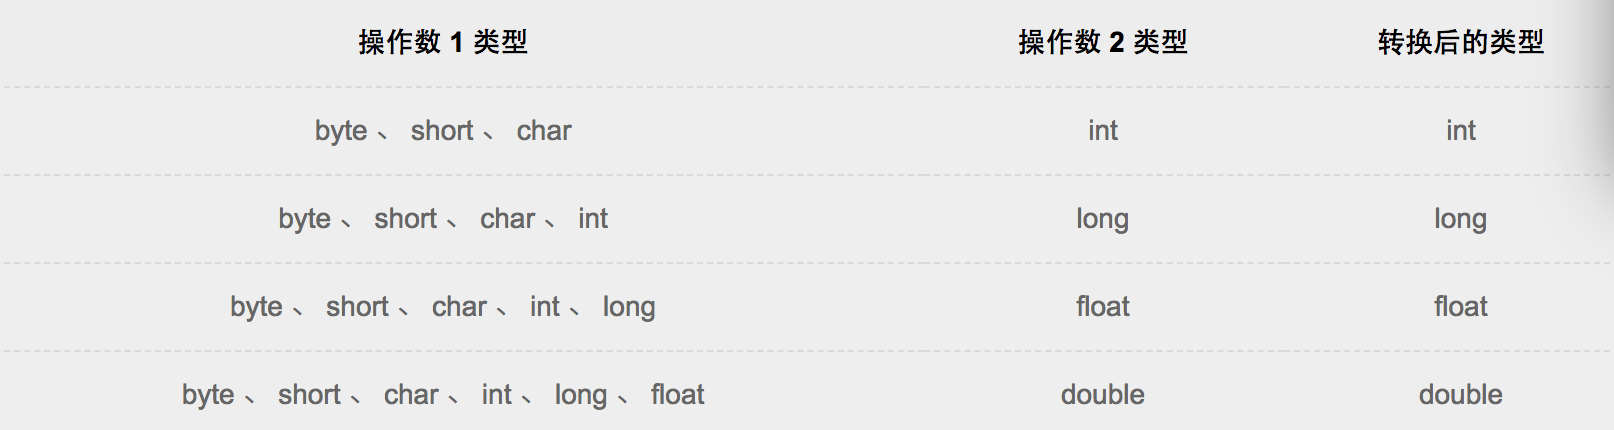 操作数 1 类型 操作数 2 类型 转换后的类型
byte 、 short 、 char int int
byte 、 short 、 char 、 int long long
byte 、 short 、 char 、 int 、 long float float
byte 、 short 、 char 、 int 、 long 、 float double double